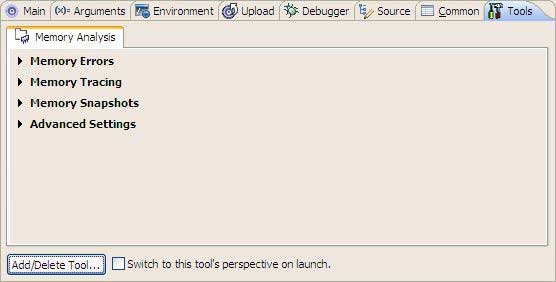 Main (x)= Arguments Environment Upload Debugger Source Common Tools
Memory Analysis
Memory Errors
Memory Tracing
Memory Snapshots
Advanced Settings
Add/Delete Tool... Switch to this tool's perspective on launch.